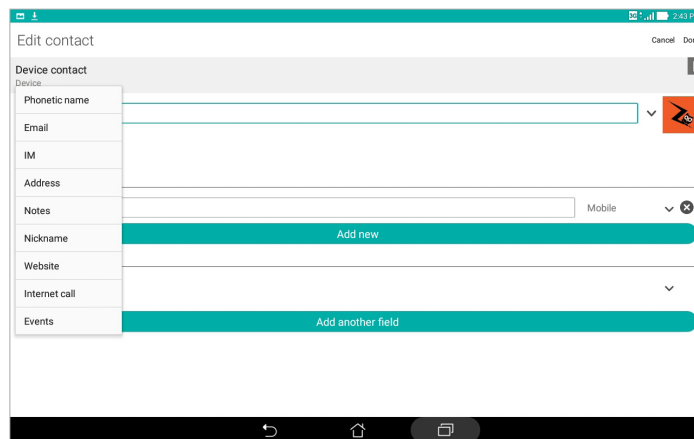 3G 2:43 P
Edit contact
Cancel
Device contact
Device
Phonetic name
Email
IM
Address
Notes
Mobile
Add new
Nickname
Website
Internet call
Events
Add another field